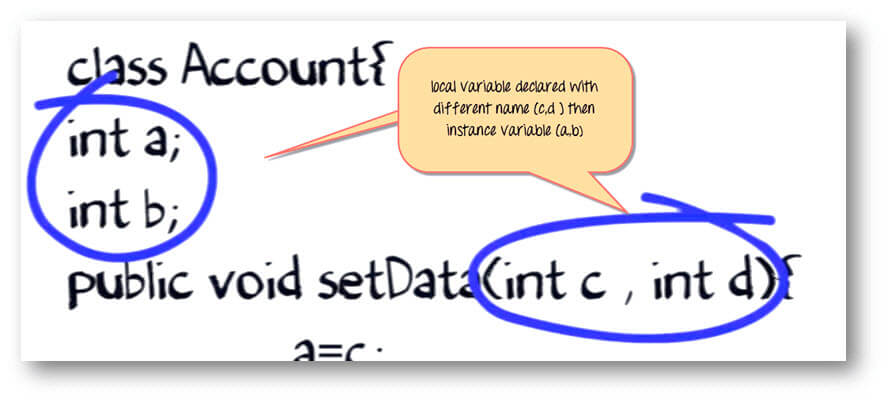 class Account{
local variable declared with
different name (c,d ) then
instance variable (a,b)
int a;
int b;
public void setData(int c , int d){
a=c;